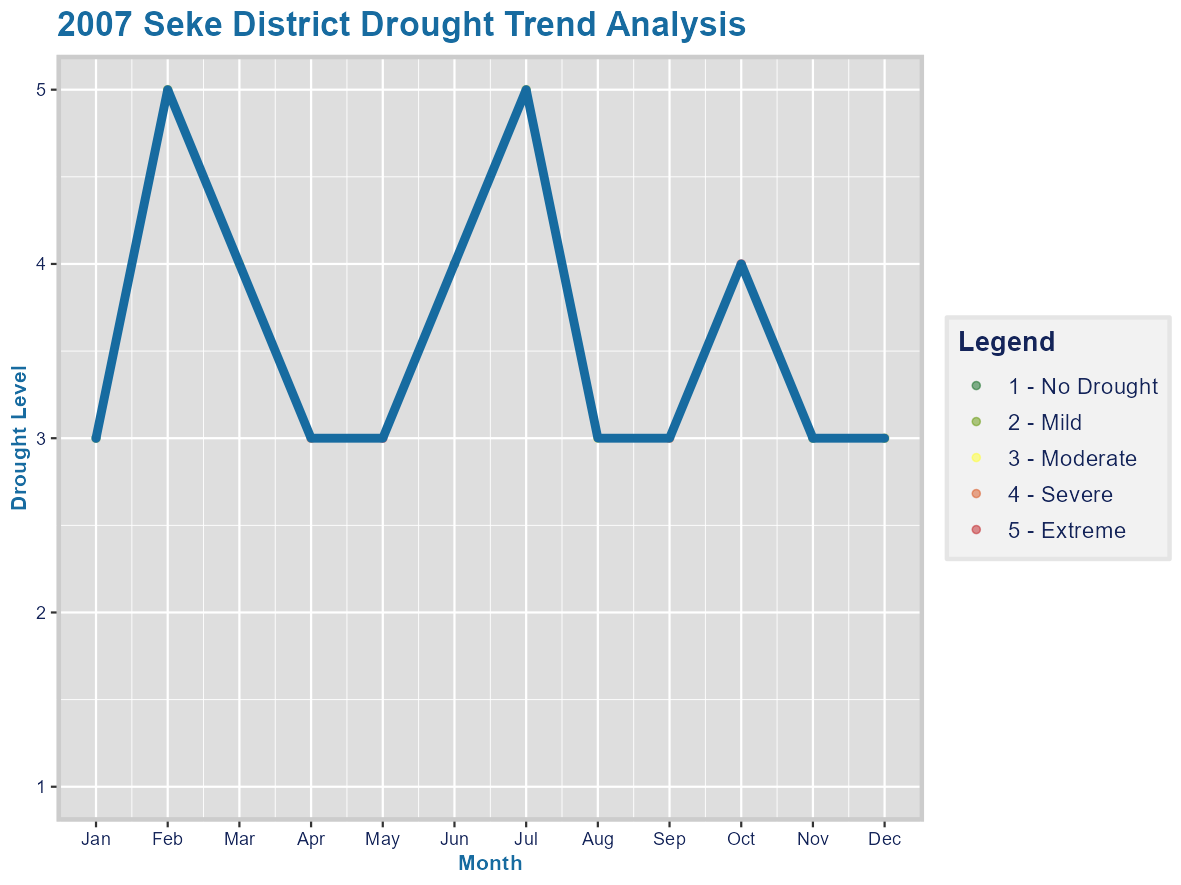 2007 Seke District Drought Trend Analysis
5
4
3
2
1
Drought Level
Jan Feb Mar Apr May Jun Jul Aug Sep Oct Nov Dec
Month
Legend
1 - No Drought
2 - Mild
3 - Moderate
4 - Severe
5 - Extreme